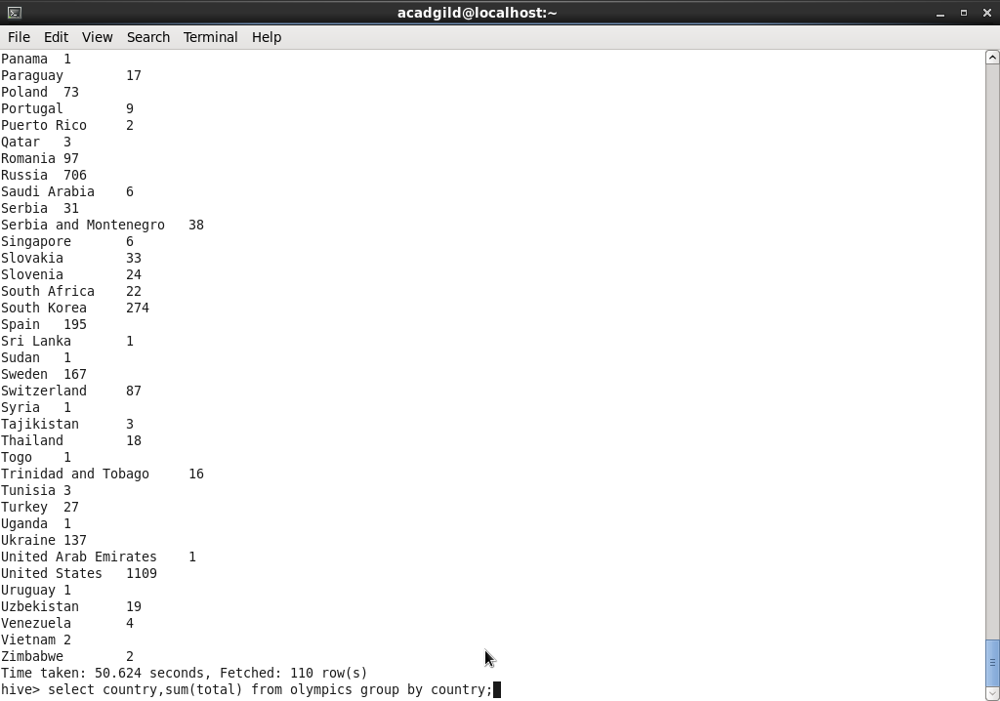 acadgild@localhost:~
File Edit View Search Terminal Help
Panama 1
Paraguay 17
Poland 73
Portugal 9
Puerto Rico 2
Qatar 3
Romania 97
Russia 706
Saudi Arabia 6
Serbia 31
Serbia and Montenegro 38
Singapore 6
Slovakia 33
Slovenia 24
South Africa 22
South Korea 274
Spain 195
Sri Lanka 1
Sudan 1
Sweden 167
Switzerland 87
Syria 1
Tajikistan 3
Thailand 18
Togo 1
Trinidad and Tobago 16
Tunisia 3
Turkey 27
Uganda 1
Ukraine 137
United Arab Emirates 1
United States 1109
Uruguay 1
Uzbekistan 19
Venezuela 4
Vietnam 2
Zimbabwe 2
Time taken: 50.624 seconds, Fetched: 110 row(s)
hive> select country,sum(total) from olympics group by country;